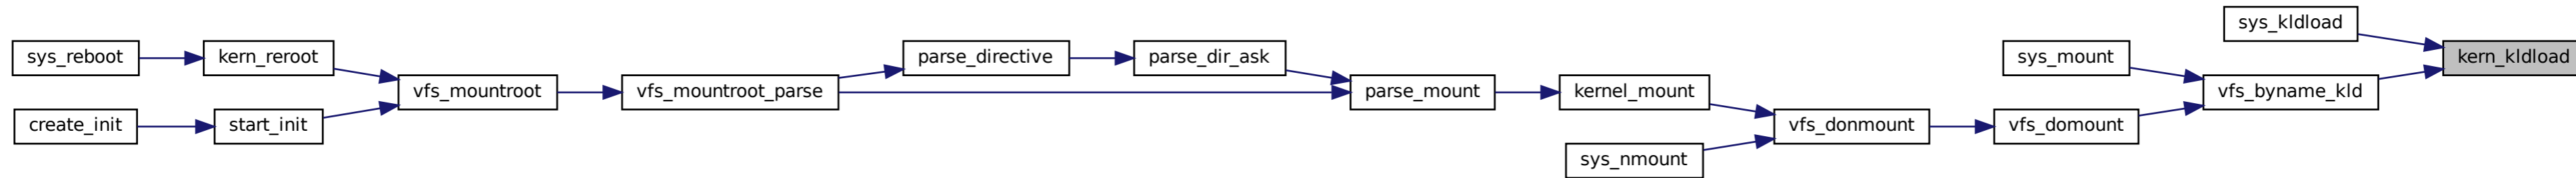 sys_reboot
kern_reroot
create_init
start_init
vfs_mountroot
vfs_mountroot_parse
parse_directive
parse_dir_ask
parse_mount
kernel_mount
sys_nmount
vfs_donmount
vfs_domount
sys_mount
vfs_byname_kld
sys_kldload
kern_kldload